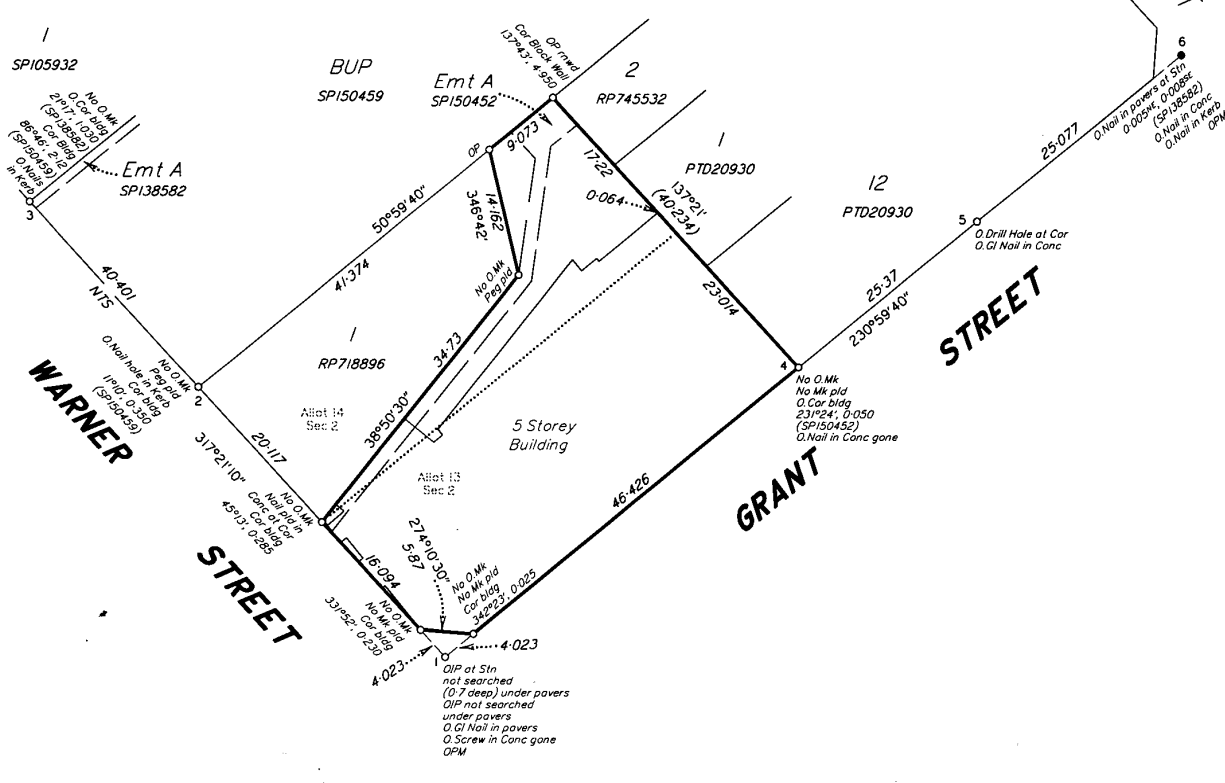 1
SP105932
BUP
SP150459
Emt A
SP150452
OP rnwd
Cor Block Wall
137°43', 4·950
2
RP745532
6
O.Nail in pavers at Stn
0·005NE, 0·008SE
(SP138582)
O.Nail in Conc
O.Nail in Kerb
OPM
No O.Mk
O.Cor bldg
21°17', 1·030
(SP138582)
Cor Bldg
86°46', 2·12
(SP150459)
O.Nails
in Kerb
3
Emt A
SP138582
OP
9·073
17·22
0·064
137°21'
(40·234)
1
PTD20930
12
PTD20930
25·077
5
O.Drill Hole at Cor
O.GI Nail in Conc
50°59'40"
41·374
14·162
346°42'
No O.Mk
Peg pld
23·014
25·37
230°59'40"
STREET
40·401
NTS
No O.Mk
Peg pld
Cor bldg
11°10', 0·350
(SP150459)
O.Nail hole in Kerb
2
1
RP718896
34·73
38°50'30"
Allot 14
Sec 2
5 Storey
Building
4
No O.Mk
No Mk pld
O.Cor bldg
231°24', 0·050
(SP150452)
O.Nail in Conc gone
WARNER
STREET
20·117
317°21'10"
No O.Mk
Nail pld in
Conc at Cor
Cor bldg
45°13', 0·285
Allot 13
Sec 2
46·426
GRANT
16·094
274°10'30"
5·87
No O.Mk
No Mk pld
Cor bldg
342°23', 0·025
No O.Mk
No Mk pld
Cor bldg
331°52', 0·230
4·023
4·023
1
OIP at Stn
not searched
(0·7 deep) under pavers
OIP not searched
under pavers
O.GI Nail in pavers
O.Screw in Conc gone
OPM